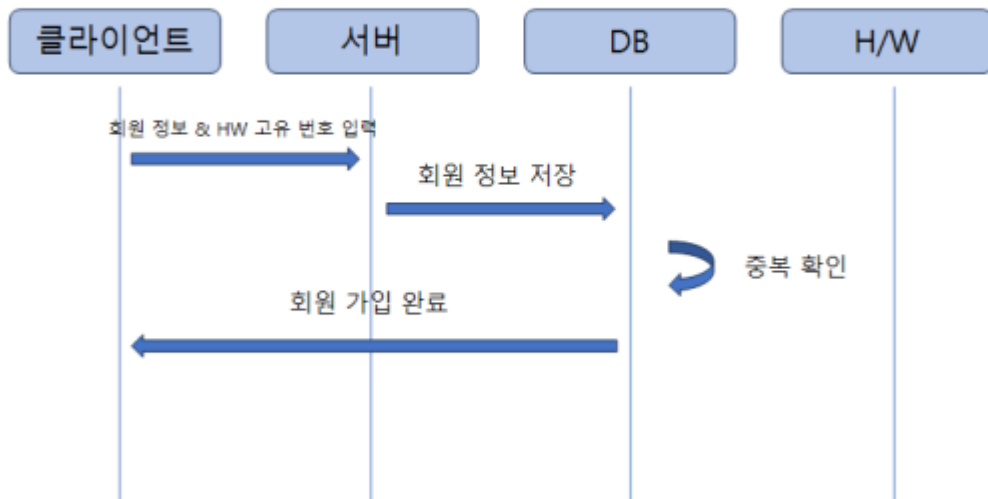 클라이언트
서버
DB
H/W
회원 정보 & HW 고유 번호 입력
회원 정보 저장
중복 확인
회원 가입 완료